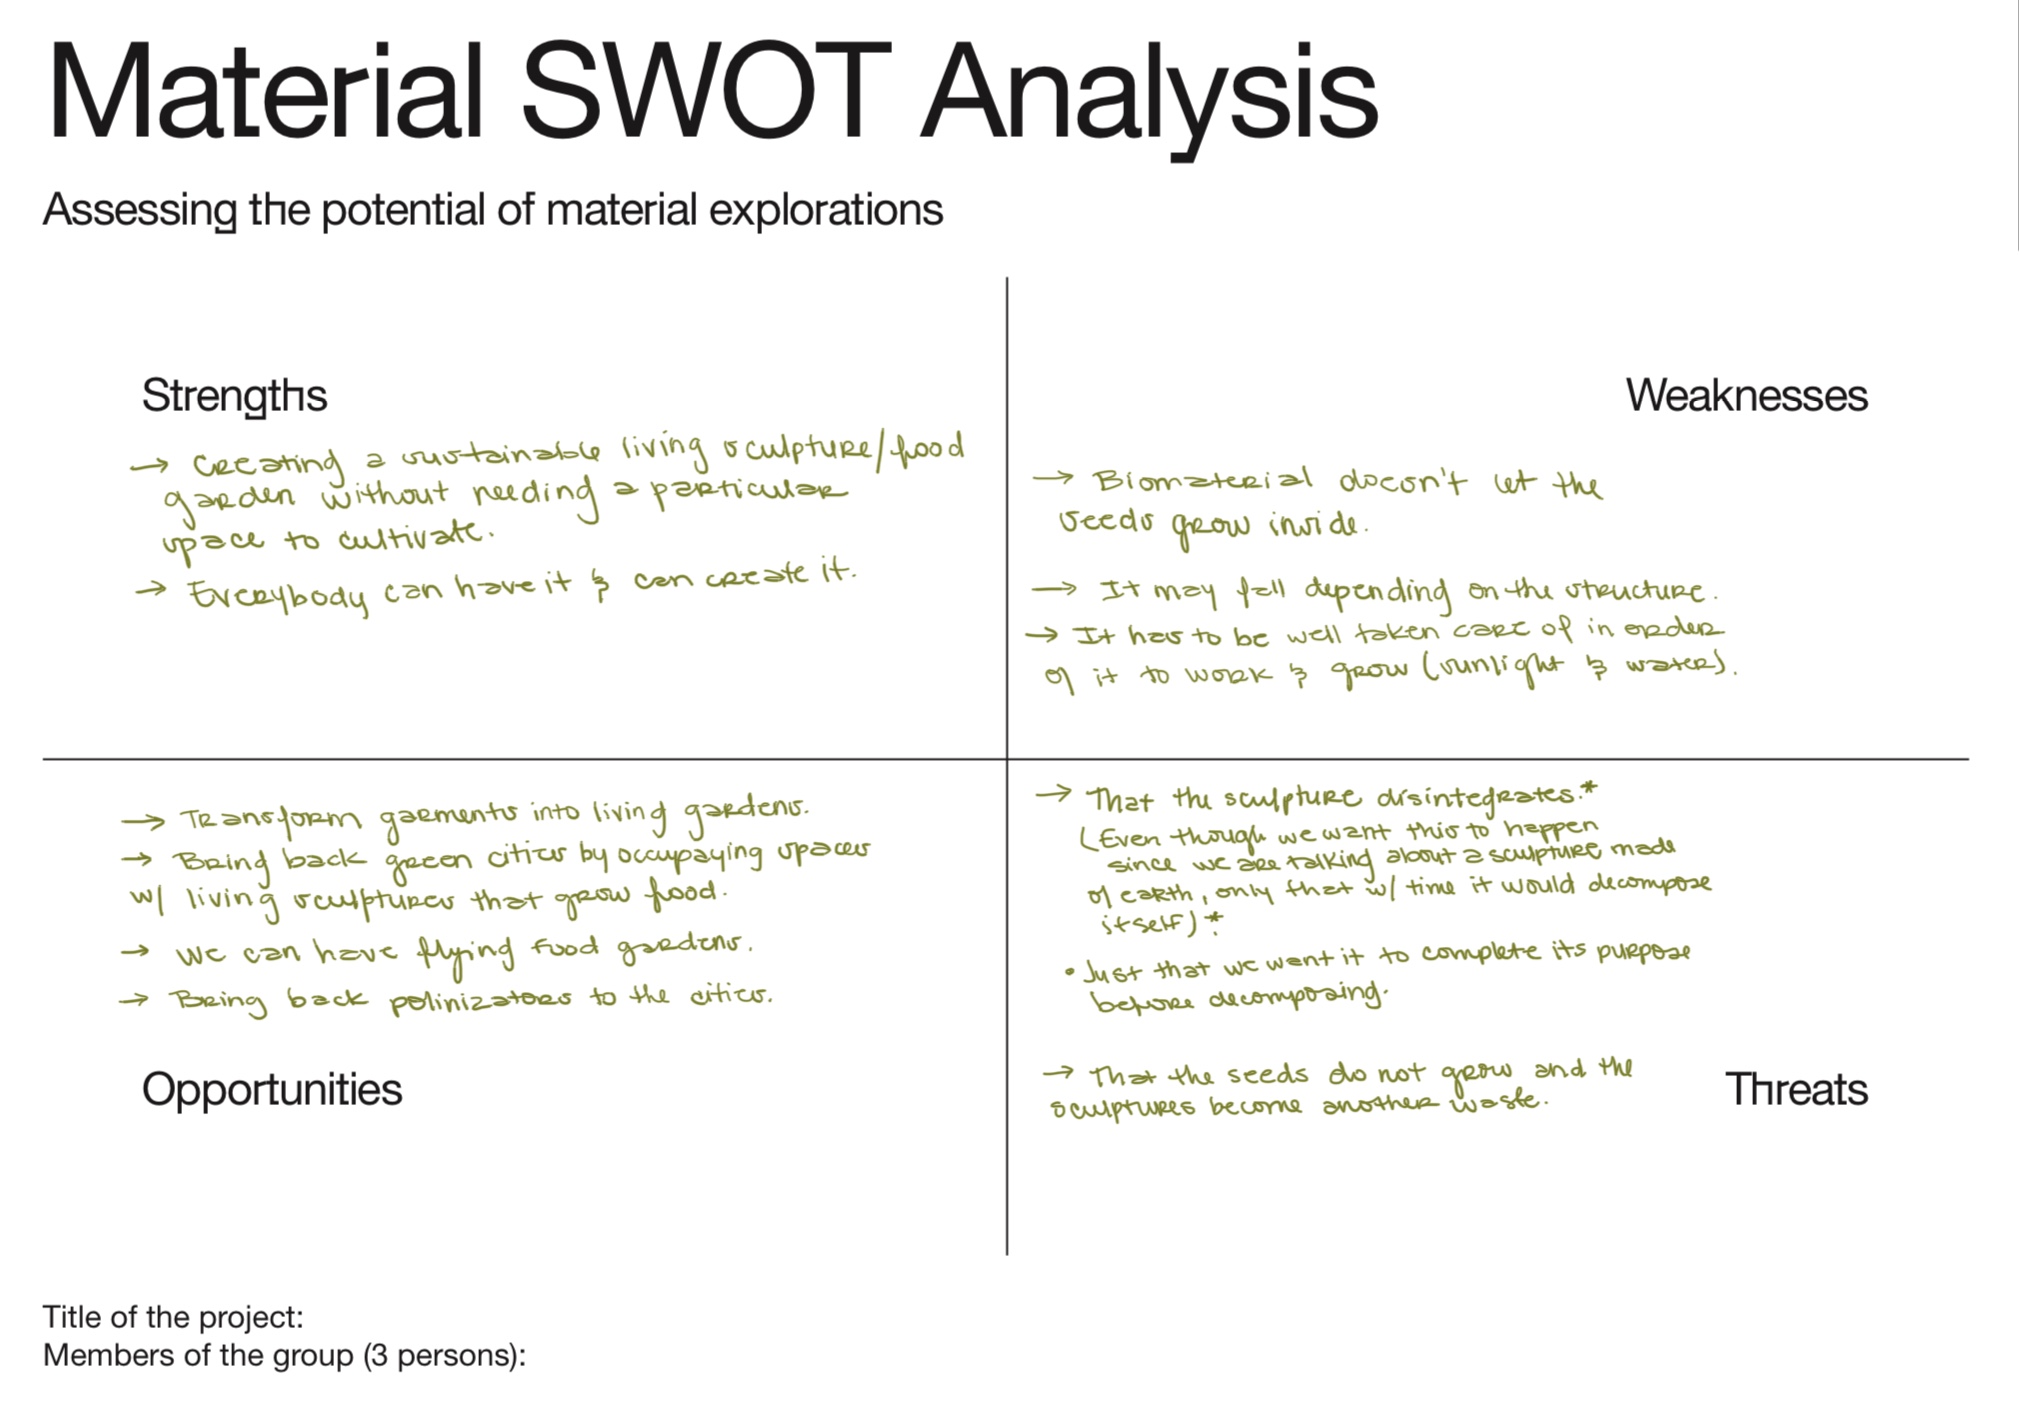 Material SWOT Analysis
Assessing the potential of material explorations
Strengths
→ Creating a sustainable living sculpture/food
garden without needing a particular
space to cultivate.
→ Everybody can have it & can create it.
Weaknesses
→ Biomaterial doesn't let the
seeds grow inside.
→ It may fall depending on the structure.
→ It has to be well taken care of in order
of it to work & grow (sunlight & water).
→ Transform garments into living gardens.
→ Bring back green cities by occupaying spaces
w/ living sculptures that grow food.
→ We can have flying food gardens.
→ Bring back polinizators to the cities.
Opportunities
→ That the sculpture disintegrates.*
(Even though we want this to happen
since we are talking about a sculpture made
of earth, only that w/ time it would decompose
itself).*
• Just that we want it to complete its purpose
before decomposing.
→ That the seeds do not grow and the
sculptures become another waste.
Threats
Title of the project:
Members of the group (3 persons):